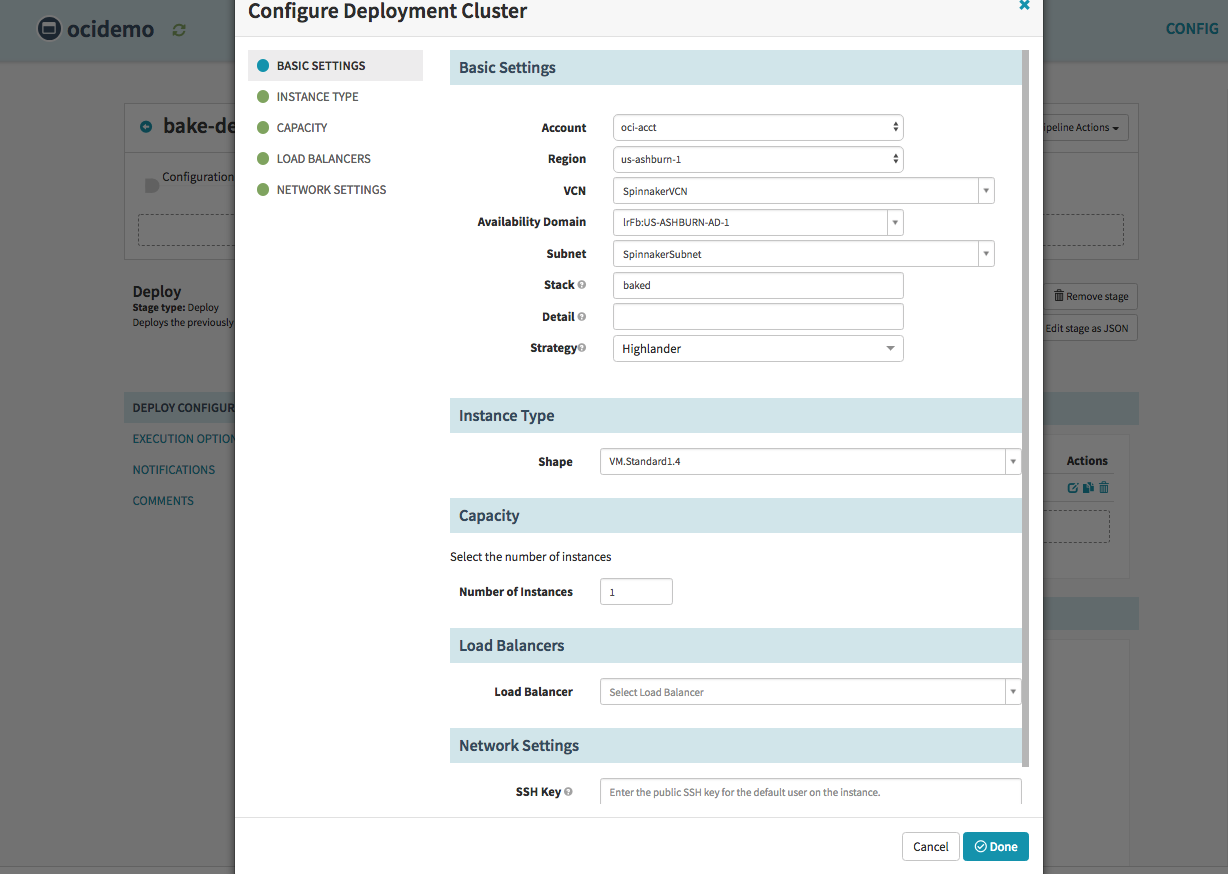 Configure Deployment Cluster
ocidemo
CONFIG
BASIC SETTINGS
INSTANCE TYPE
CAPACITY
LOAD BALANCERS
NETWORK SETTINGS
bake-de
Configuration
ipeline Actions
Deploy
Stage type: Deploy
Deploys the previously
Remove stage
Edit stage as JSON
DEPLOY CONFIGUR
EXECUTION OPTION
NOTIFICATIONS
COMMENTS
Actions
Basic Settings
Account oci-acct
Region us-ashburn-1
VCN SpinnakerVCN
Availability Domain lrFb:US-ASHBURN-AD-1
Subnet SpinnakerSubnet
Stack baked
Detail
Strategy Highlander
Instance Type
Shape VM.Standard1.4
Capacity
Select the number of instances
Number of Instances 1
Load Balancers
Load Balancer Select Load Balancer
Network Settings
SSH Key Enter the public SSH key for the default user on the instance.
Cancel Done